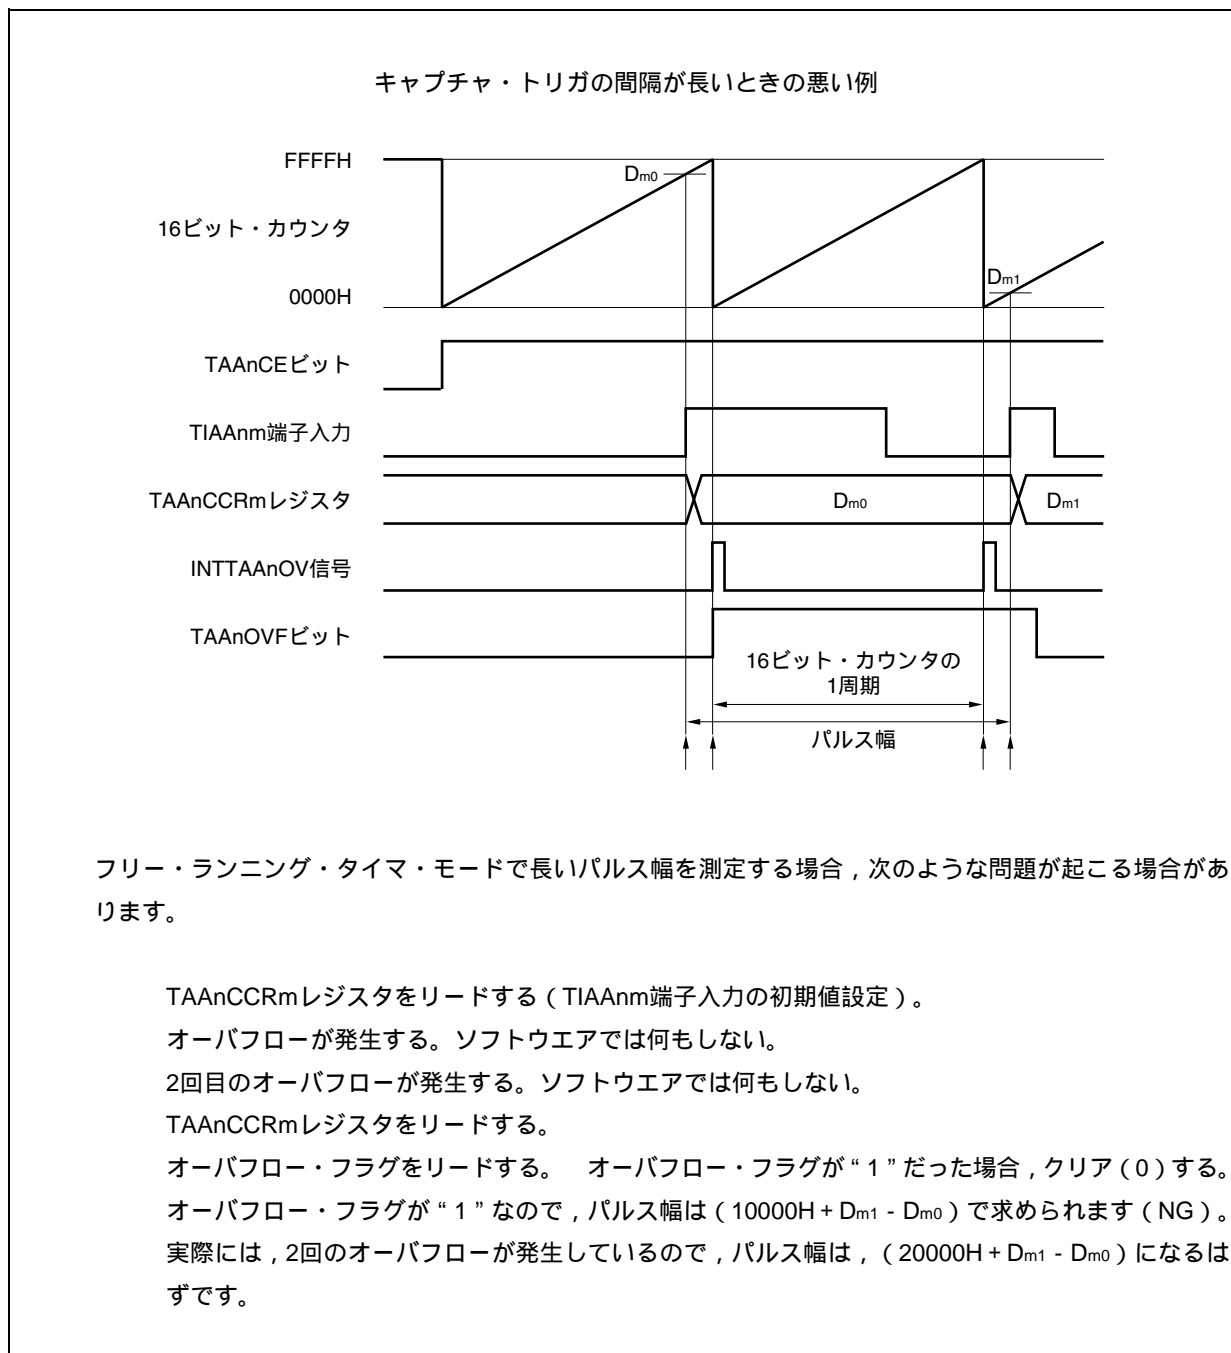 キャプチャ・トリガの間隔が長いときの悪い例
FFFFH
Dm0
16ビット・カウンタ
Dm1
0000H
TAAnCEビット
TIAAnm端子入力
TAAnCCRmレジスタ
Dm0
Dm1
INTTAAnOV信号
TAAnOVFビット
16ビット・カウンタの
1周期
パルス幅
フリー・ランニング・タイマ・モードで長いパルス幅を測定する場合，次のような問題が起こる場合があ
ります。
TAAnCCRmレジスタをリードする（TIAAnm端子入力の初期値設定）。
オーバフローが発生する。ソフトウエアでは何もしない。
2回目のオーバフローが発生する。ソフトウエアでは何もしない。
TAAnCCRmレジスタをリードする。
オーバフロー・フラグをリードする。　オーバフロー・フラグが“1”だった場合，クリア（0）する。
オーバフロー・フラグが“1”なので，パルス幅は（10000H + Dm1 - Dm0）で求められます（NG）。
実際には，2回のオーバフローが発生しているので，パルス幅は，（20000H + Dm1 - Dm0）になるは
ずです。